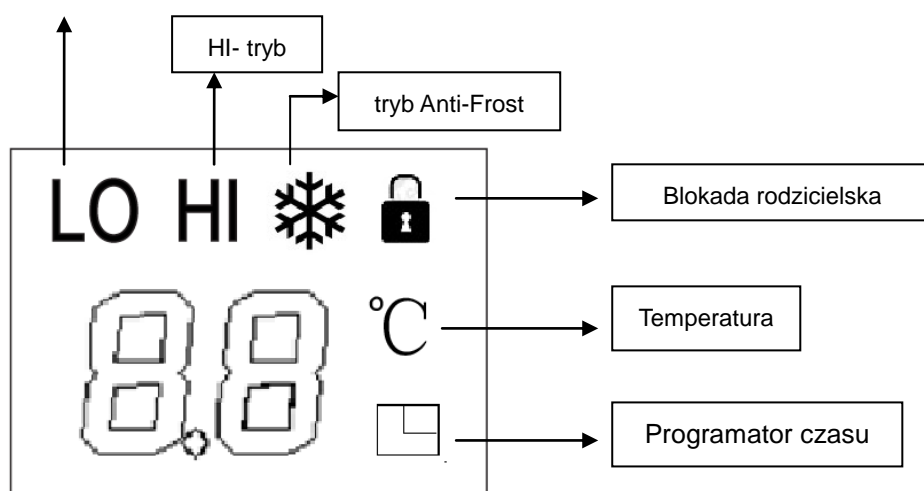 HI- tryb
tryb Anti-Frost
LO HI
Blokada rodzicielska
8.8 °C
Temperatura
Programator czasu